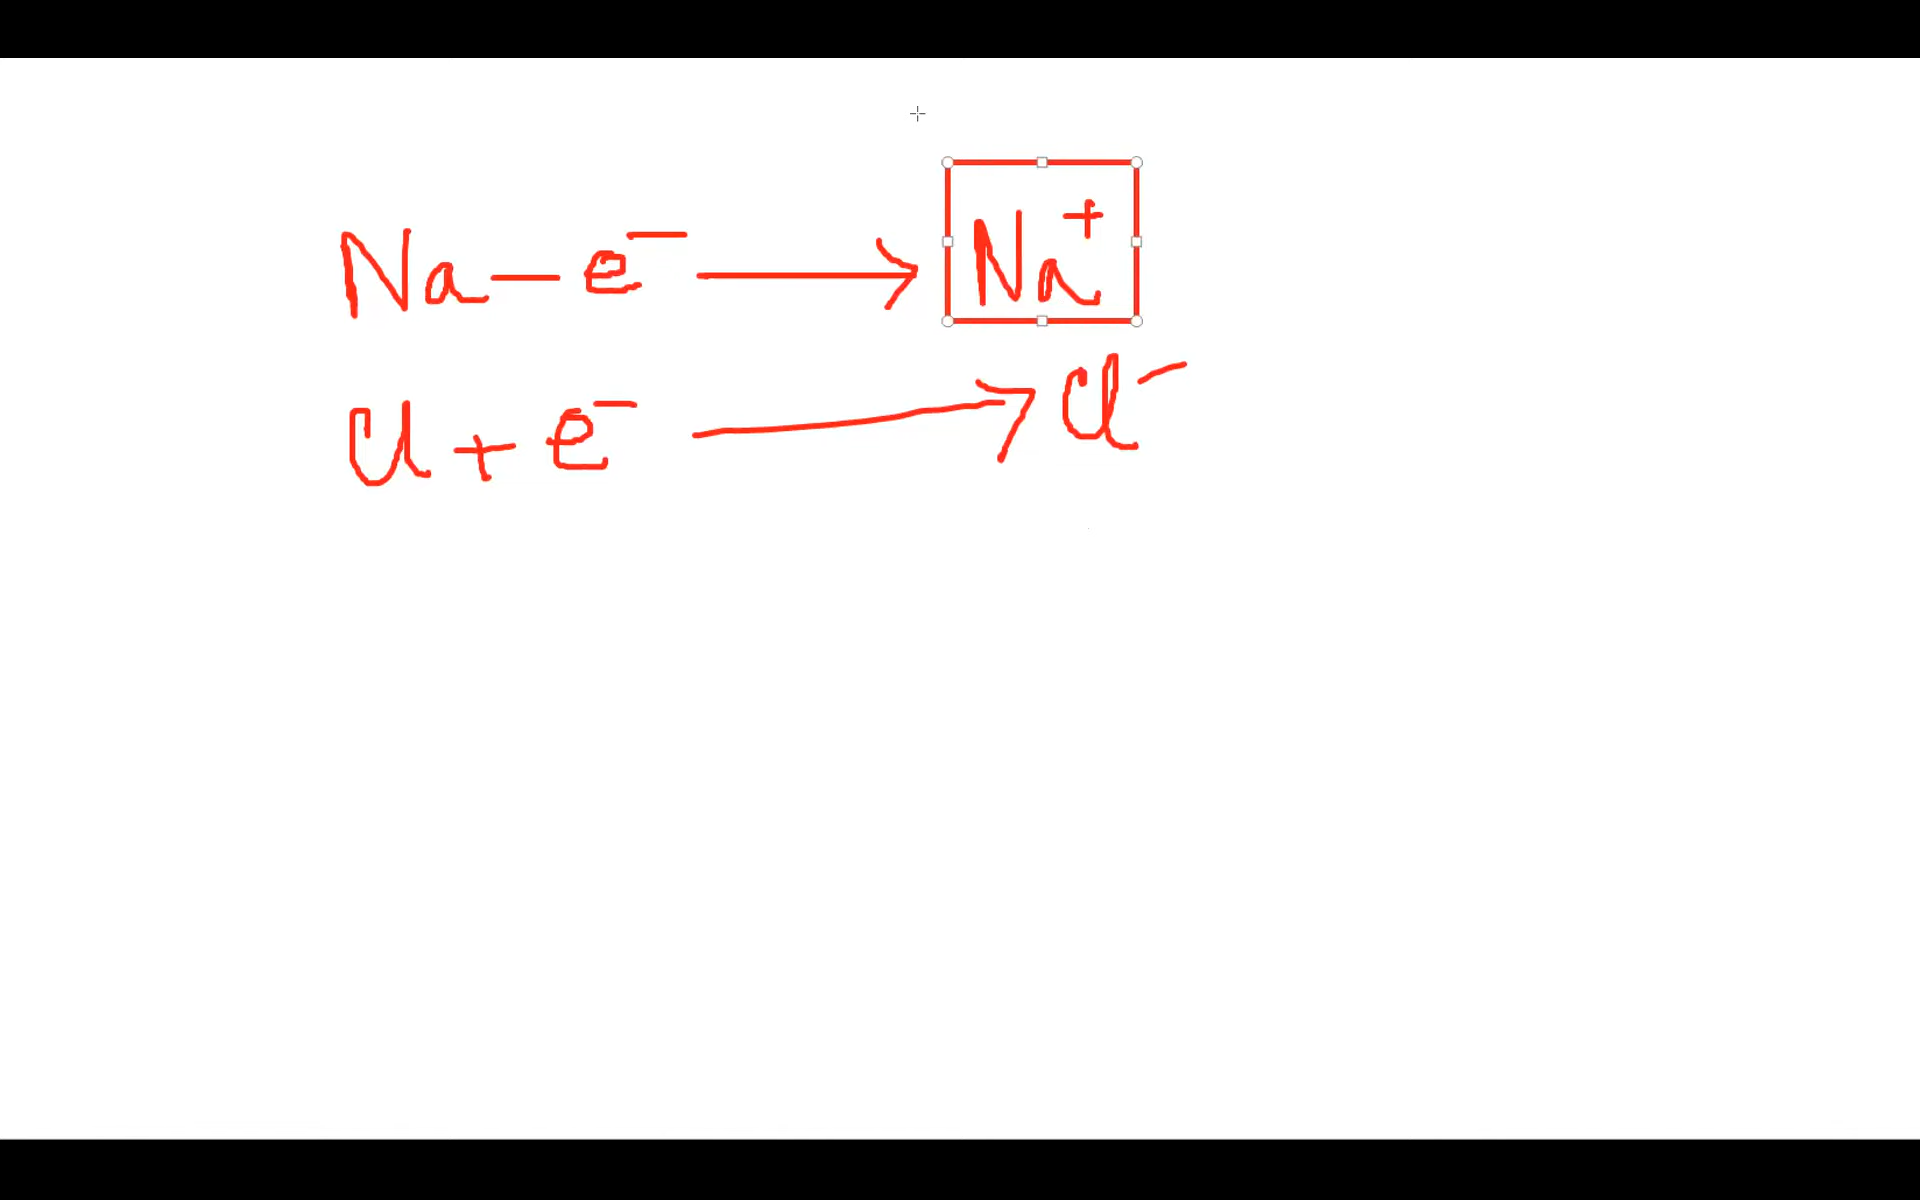 Na — e⁻ → Na⁺
Cl + e⁻ → Cl⁻